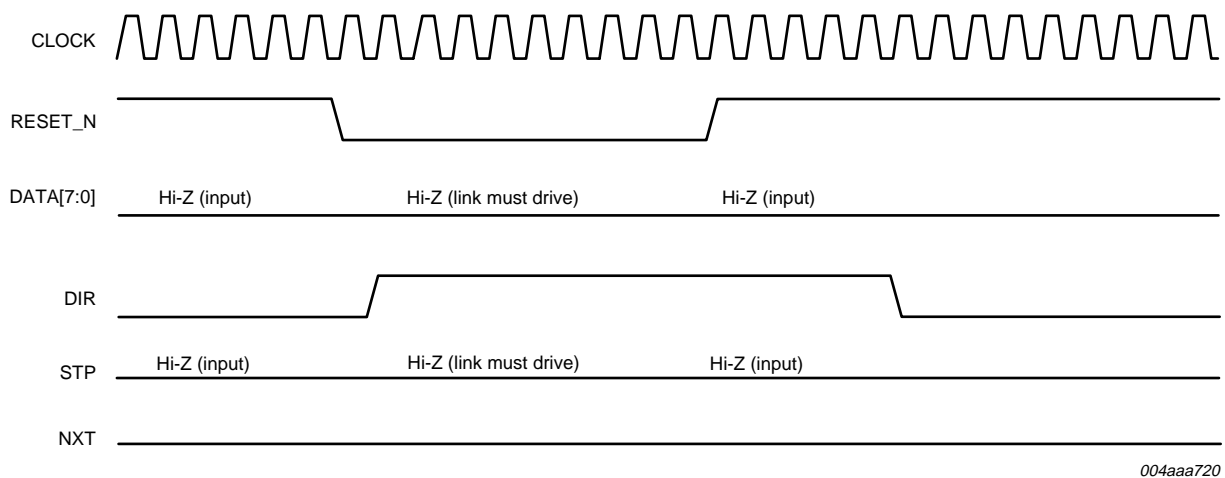 CLOCK
RESET_N
DATA[7:0] Hi-Z (input) Hi-Z (link must drive) Hi-Z (input)
DIR
STP Hi-Z (input) Hi-Z (link must drive) Hi-Z (input)
NXT
004aaa720